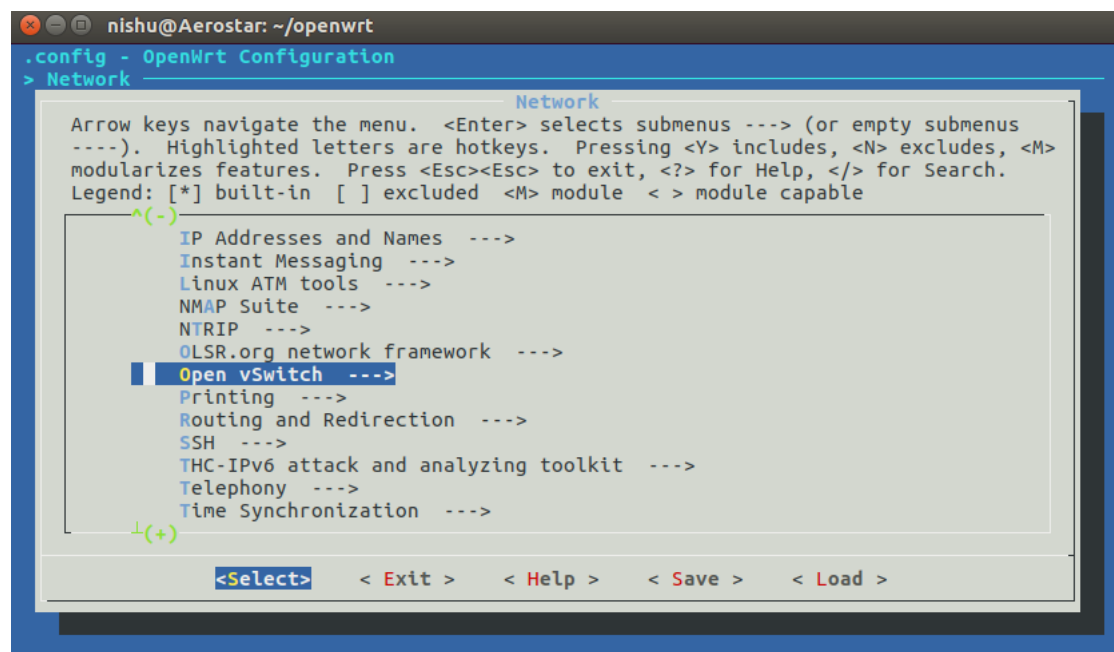 nishu@Aerostar: ~/openwrt
.config - OpenWrt Configuration
> Network
Network
Arrow keys navigate the menu.  <Enter> selects submenus ---> (or empty submenus
----).  Highlighted letters are hotkeys.  Pressing <Y> includes, <N> excludes, <M>
modularizes features.  Press <Esc><Esc> to exit, <?> for Help, </> for Search.
Legend: [*] built-in  [ ] excluded  <M> module  < > module capable
^(-)
IP Addresses and Names  --->
Instant Messaging  --->
Linux ATM tools  --->
NMAP Suite  --->
NTRIP  --->
OLSR.org network framework  --->
Open vSwitch  --->
Printing  --->
Routing and Redirection  --->
SSH  --->
THC-IPv6 attack and analyzing toolkit  --->
Telephony  --->
Time Synchronization  --->
┴(+)
<Select>    < Exit >    < Help >    < Save >    < Load >